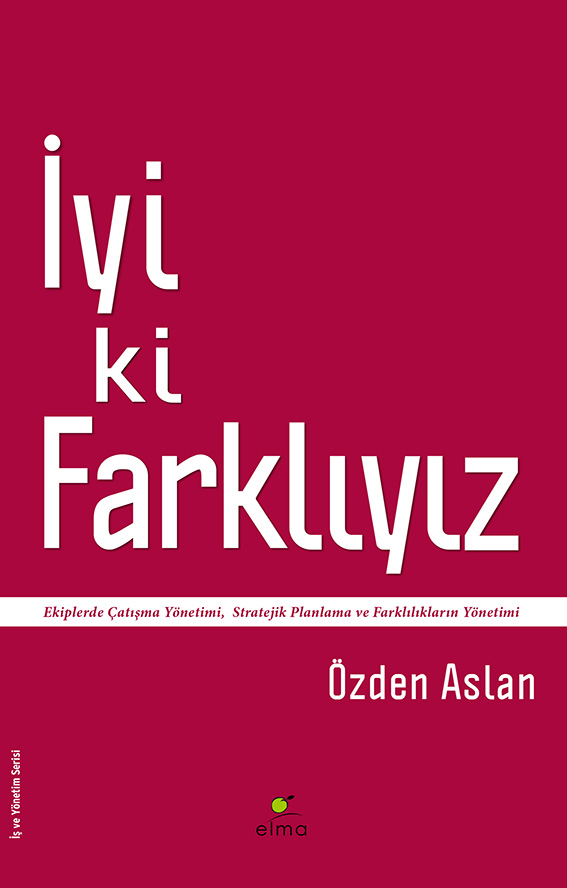 İyi
ki
Farklıyız
Ekiplerde Çatışma Yönetimi, Stratejik Planlama ve Farklılıkların Yönetimi
Özden Aslan
İş ve Yönetim Serisi
elma